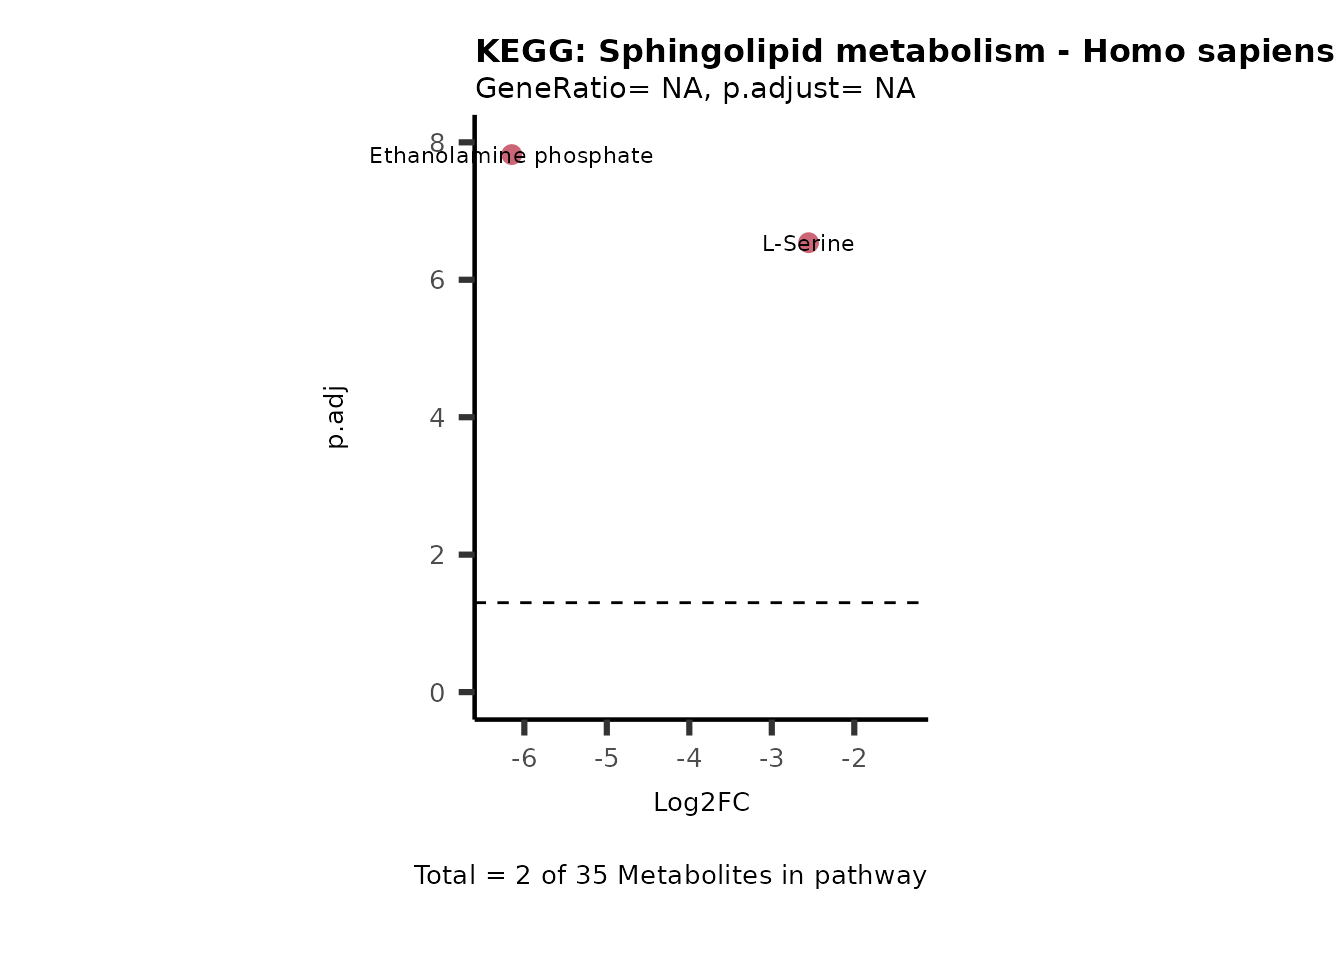 KEGG: Sphingolipid metabolism - Homo sapiens
GeneRatio= NA, p.adjust= NA
8
Ethanolamine phosphate
L-Serine
6
p.adj
4
2
0
-6 -5 -4 -3 -2
Log2FC
Total = 2 of 35 Metabolites in pathway